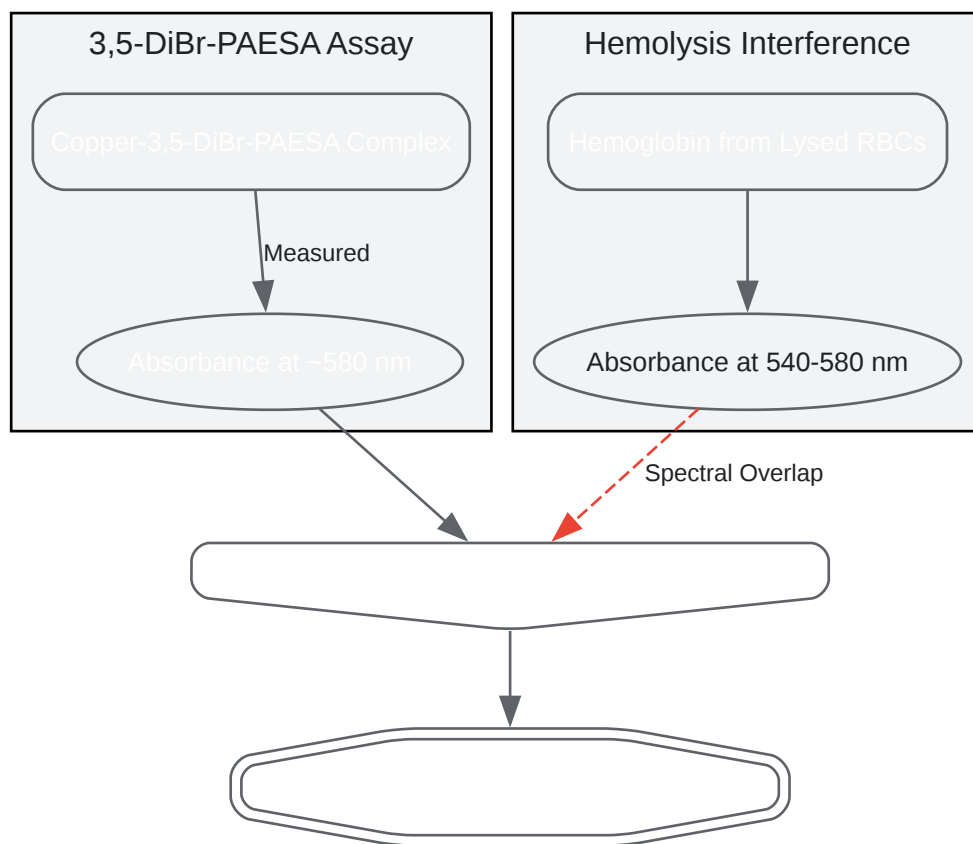 3,5-DiBr-PAESA Assay
Hemolysis Interference
Copper-3,5-DiBr-PAESA Complex
Hemoglobin from Lysed RBCs
Measured
Absorbance at ~580 nm
Absorbance at 540-580 nm
Spectral Overlap